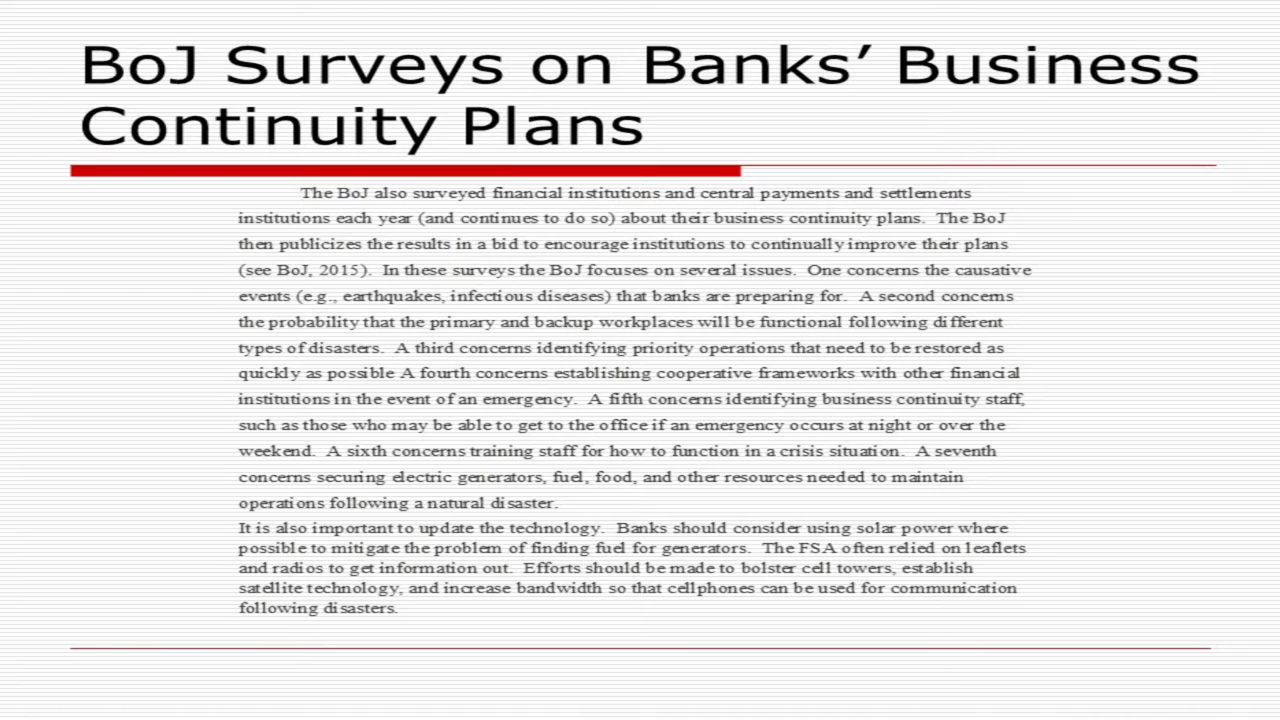 BoJ Surveys on Banks’ Business
Continuity Plans
The BoJ also surveyed financial institutions and central payments and settlements
institutions each year (and continues to do so) about their business continuity plans.  The BoJ
then publicizes the results in a bid to encourage institutions to continually improve their plans
(see BoJ, 2015).  In these surveys the BoJ focuses on several issues.  One concerns the causative
events (e.g., earthquakes, infectious diseases) that banks are preparing for.  A second concerns
the probability that the primary and backup workplaces will be functional following different
types of disasters.  A third concerns identifying priority operations that need to be restored as
quickly as possible A fourth concerns establishing cooperative frameworks with other financial
institutions in the event of an emergency.  A fifth concerns identifying business continuity staff,
such as those who may be able to get to the office if an emergency occurs at night or over the
weekend.  A sixth concerns training staff for how to function in a crisis situation.  A seventh
concerns securing electric generators, fuel, food, and other resources needed to maintain
operations following a natural disaster.
It is also important to update the technology.  Banks should consider using solar power where
possible to mitigate the problem of finding fuel for generators.  The FSA often relied on leaflets
and radios to get information out.  Efforts should be made to bolster cell towers, establish
satellite technology, and increase bandwidth so that cellphones can be used for communication
following disasters.